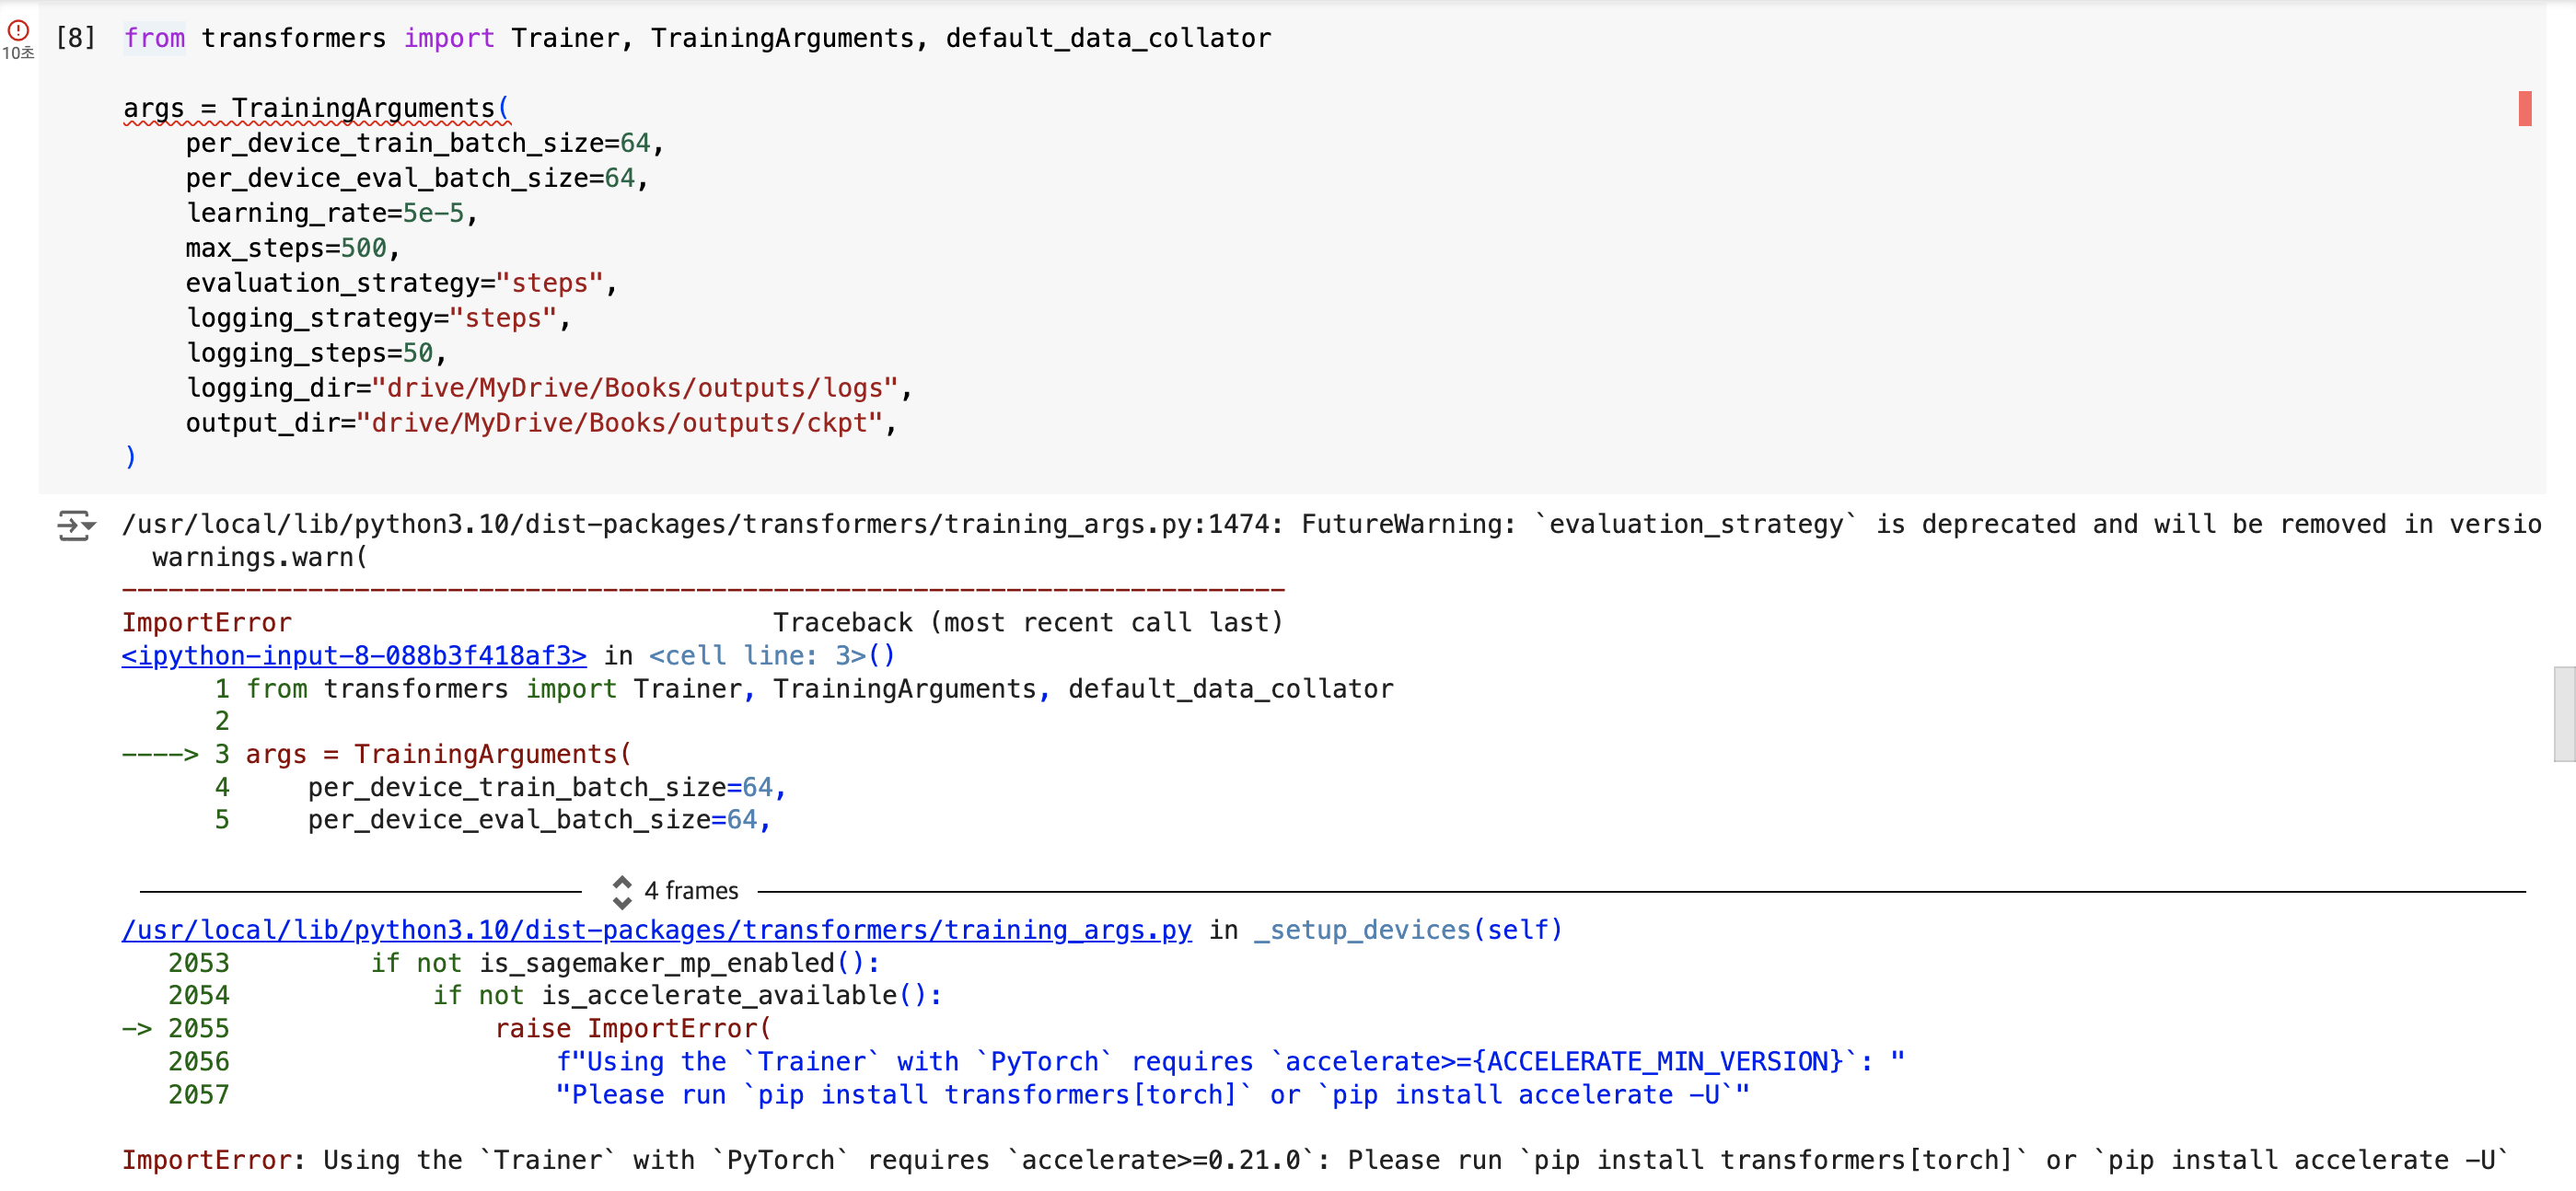 [8] from transformers import Trainer, TrainingArguments, default_data_collator
10초
args = TrainingArguments(
    per_device_train_batch_size=64,
    per_device_eval_batch_size=64,
    learning_rate=5e-5,
    max_steps=500,
    evaluation_strategy="steps",
    logging_strategy="steps",
    logging_steps=50,
    logging_dir="drive/MyDrive/Books/outputs/logs",
    output_dir="drive/MyDrive/Books/outputs/ckpt",
)
/usr/local/lib/python3.10/dist-packages/transformers/training_args.py:1474: FutureWarning: `evaluation_strategy` is deprecated and will be removed in versio
  warnings.warn(
---------------------------------------------------------------------------
ImportError                               Traceback (most recent call last)
<ipython-input-8-088b3f418af3> in <cell line: 3>()
      1 from transformers import Trainer, TrainingArguments, default_data_collator
      2
----> 3 args = TrainingArguments(
      4     per_device_train_batch_size=64,
      5     per_device_eval_batch_size=64,
4 frames
/usr/local/lib/python3.10/dist-packages/transformers/training_args.py in _setup_devices(self)
   2053         if not is_sagemaker_mp_enabled():
   2054             if not is_accelerate_available():
-> 2055                 raise ImportError(
   2056                     f"Using the `Trainer` with `PyTorch` requires `accelerate>={ACCELERATE_MIN_VERSION}`: "
   2057                     "Please run `pip install transformers[torch]` or `pip install accelerate -U`"
ImportError: Using the `Trainer` with `PyTorch` requires `accelerate>=0.21.0`: Please run `pip install transformers[torch]` or `pip install accelerate -U`